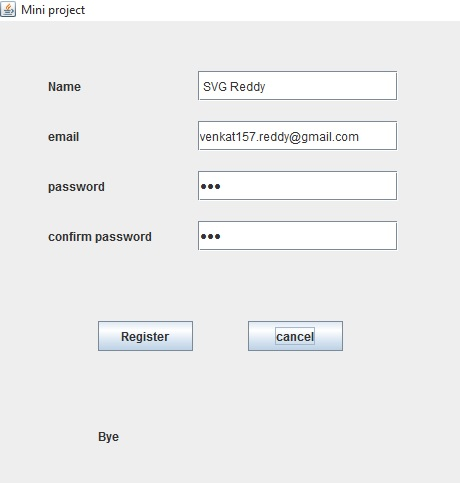 Mini project
Name SVG Reddy
email venkat157.reddy@gmail.com
password •••
confirm password •••
Register cancel
Bye